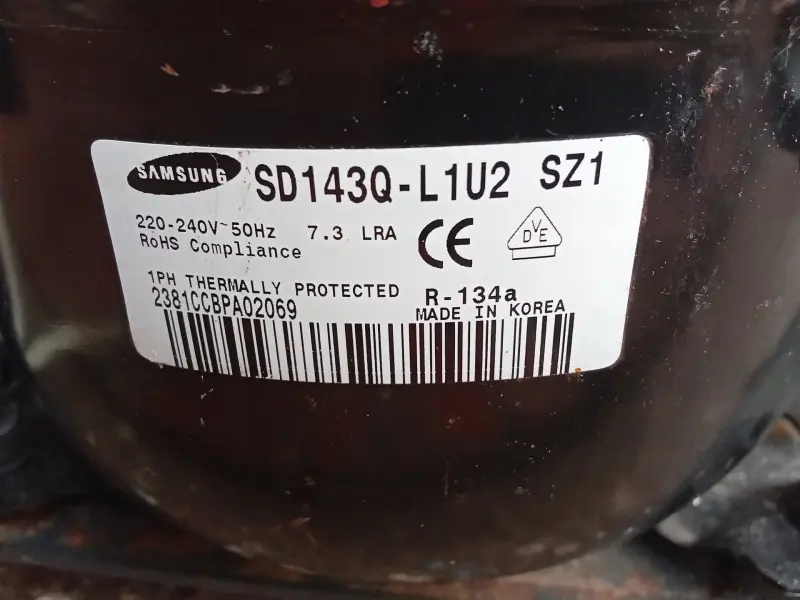 SAMSUNG SD143Q-L1U2 SZ1
220-240V~50Hz 7.3 LRA CE DVE
RoHS Compliance
1PH THERMALLY PROTECTED R-134a
2381CCBPA02069 MADE IN KOREA